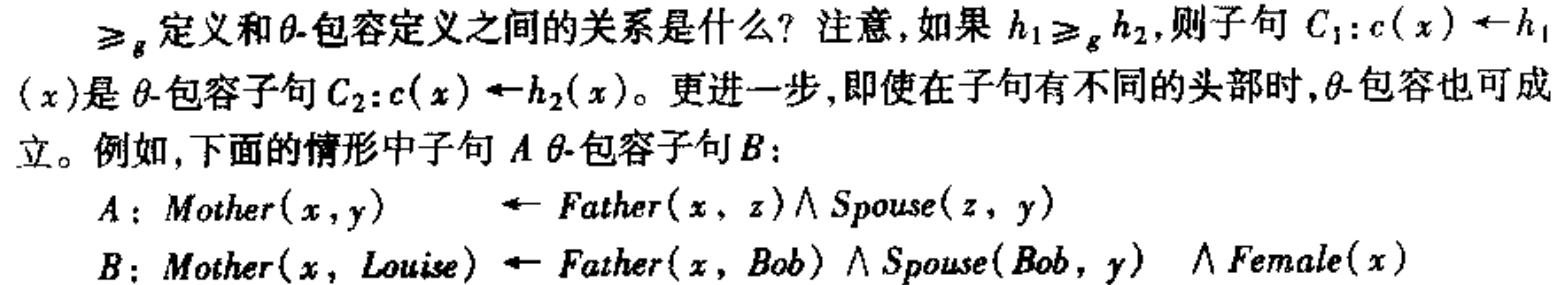 ≥g 定义和θ-包容定义之间的关系是什么？注意，如果 h1≥g h2，则子句 C1：c(x)←h1
(x)是 θ-包容子句 C2：c(x)←h2(x)。更进一步，即使在子句有不同的头部时，θ-包容也可成
立。例如，下面的情形中子句 A θ-包容子句 B：
A：Mother(x,y) ← Father(x, z)∧Spouse(z, y)
B：Mother(x, Louise) ← Father(x, Bob)∧Spouse(Bob, y) ∧Female(x)